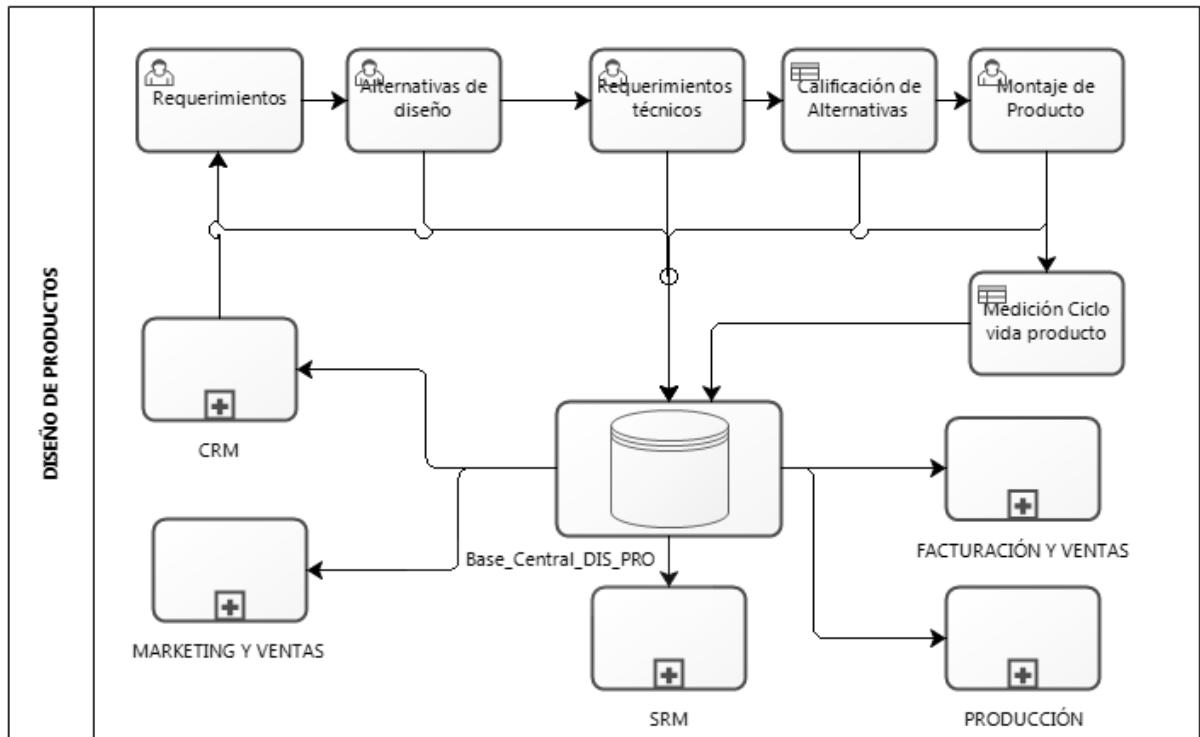 DISEÑO DE PRODUCTOS
Requerimientos
Alternativas de
diseño
Requerimientos
técnicos
Calificación de
Alternativas
Montaje de
Producto
Medición Ciclo
vida producto
CRM
Base_Central_DIS_PRO
FACTURACIÓN Y VENTAS
MARKETING Y VENTAS
SRM
PRODUCCIÓN